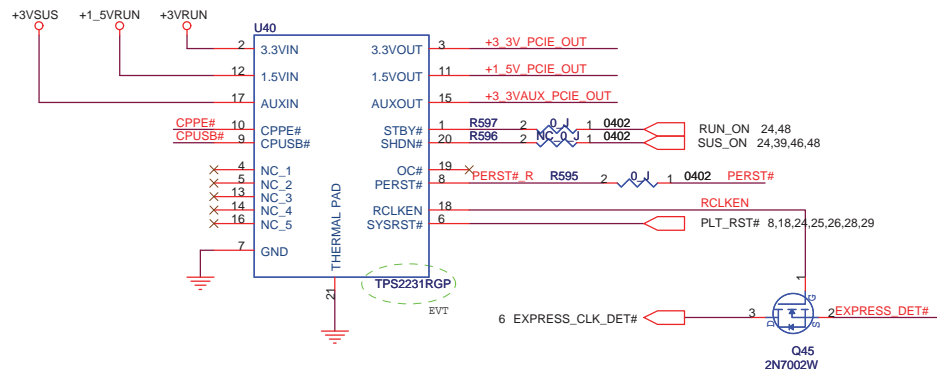 +3VSUS +1_5VRUN +3VRUN
U40
2 3.3VIN 3.3VOUT 3 +3_3V_PCIE_OUT
12 1.5VIN 1.5VOUT 11 +1_5V_PCIE_OUT
17 AUXIN AUXOUT 15 +3_3VAUX_PCIE_OUT
CPPE# 10 CPPE# STBY# 1 R597 2 0_J 1 0402 RUN_ON 24,48
CPUSB# 9 CPUSB# SHDN# 20 R596 2 NC_0_J 1 0402 SUS_ON 24,39,46,48
4 NC_1 OC# 19
5 NC_2 PERST# 8 PERST#_R R595 2 0_J 1 0402 PERST#
13 NC_3
14 NC_4 RCLKEN 18 RCLKEN
16 NC_5 SYSRST# 6 PLT_RST# 8,18,24,25,26,28,29
7 GND
THERMAL PAD
21
TPS2231RGP
EVT
1
G
6 EXPRESS_CLK_DET# 3 D S 2 EXPRESS_DET#
Q45
2N7002W